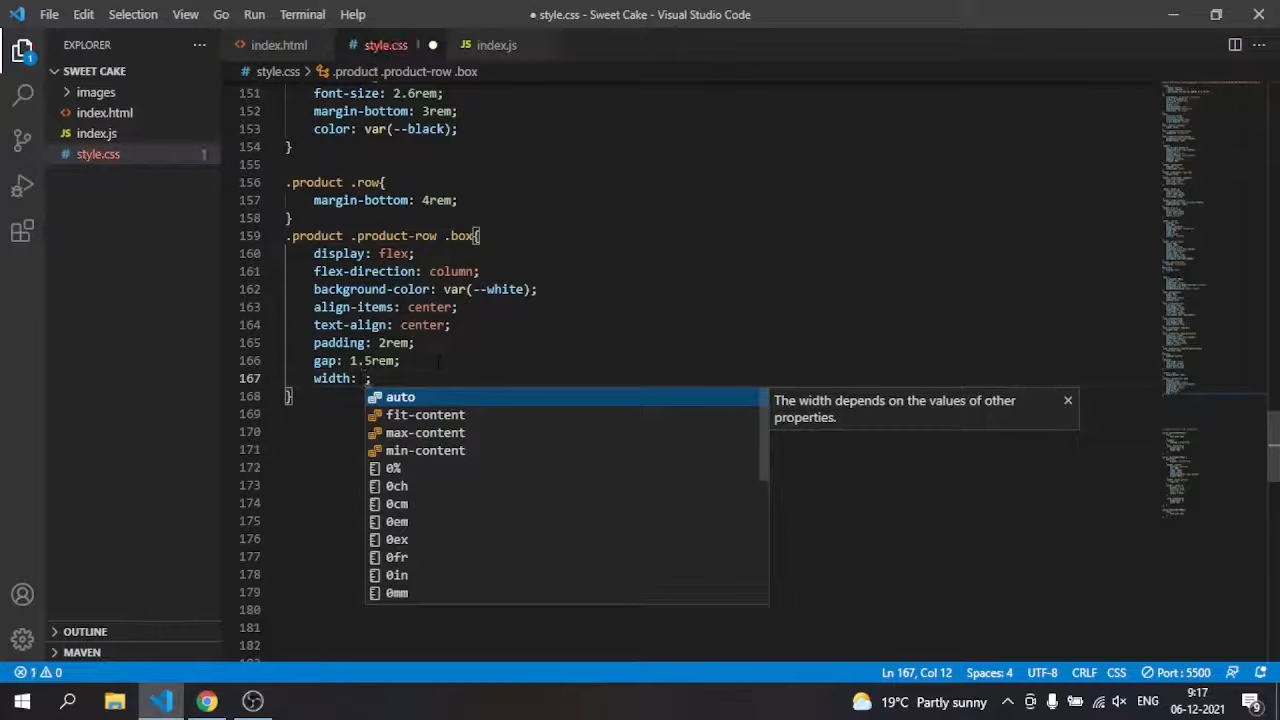 File Edit Selection View Go Run Terminal Help
● style.css - Sweet Cake - Visual Studio Code
EXPLORER
index.html
# style.css
JS index.js
SWEET CAKE
# style.css > .product .product-row .box
images
index.html
JS index.js
# style.css 1
151 font-size: 2.6rem;
152 margin-bottom: 3rem;
153 color: var(--black);
154 }
155
156 .product .row{
157 margin-bottom: 4rem;
158 }
159 .product .product-row .box{
160 display: flex;
161 flex-direction: column;
162 background-color: var(--white);
163 align-items: center;
164 text-align: center;
165 padding: 2rem;
166 gap: 1.5rem;
167 width: ;
168 }
169
170
171
172
173
174
175
176
177
178
179
180
181
182
auto
fit-content
max-content
min-content
0%
0ch
0cm
0em
0ex
0fr
0in
0mm
The width depends on the values of other
properties.
OUTLINE
MAVEN
1
1 0
Ln 167, Col 12 Spaces: 4 UTF-8 CRLF CSS Port : 5500
19°C Partly sunny
ENG
9:17
06-12-2021
9